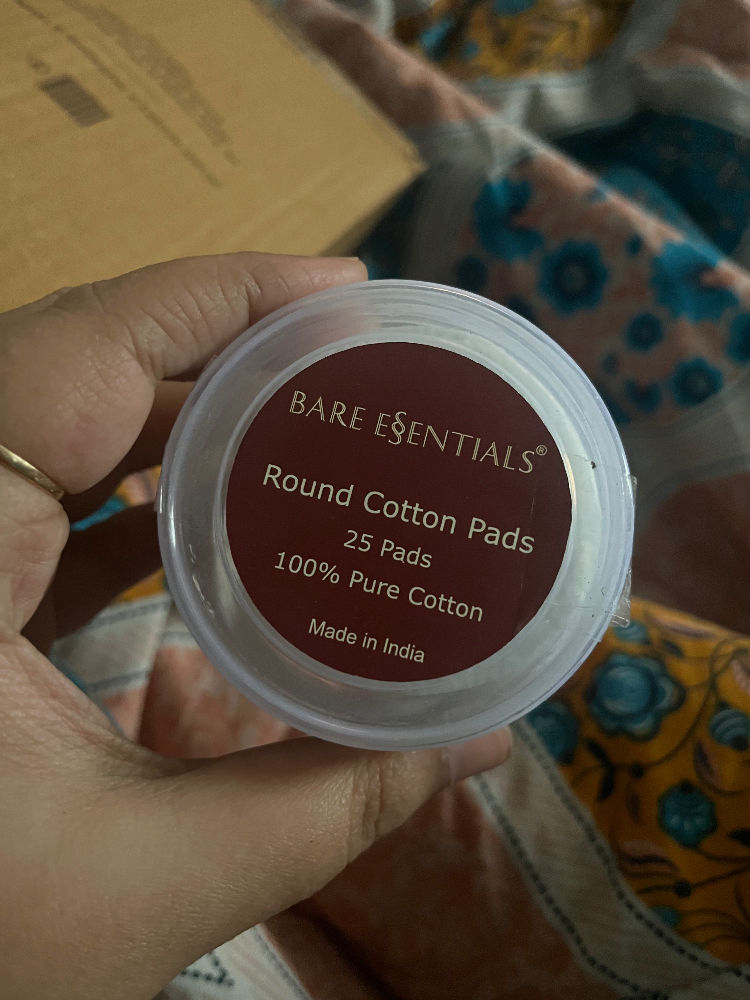 BARE ESSENTIALS®
Round Cotton Pads
25 Pads
100% Pure Cotton
Made in India